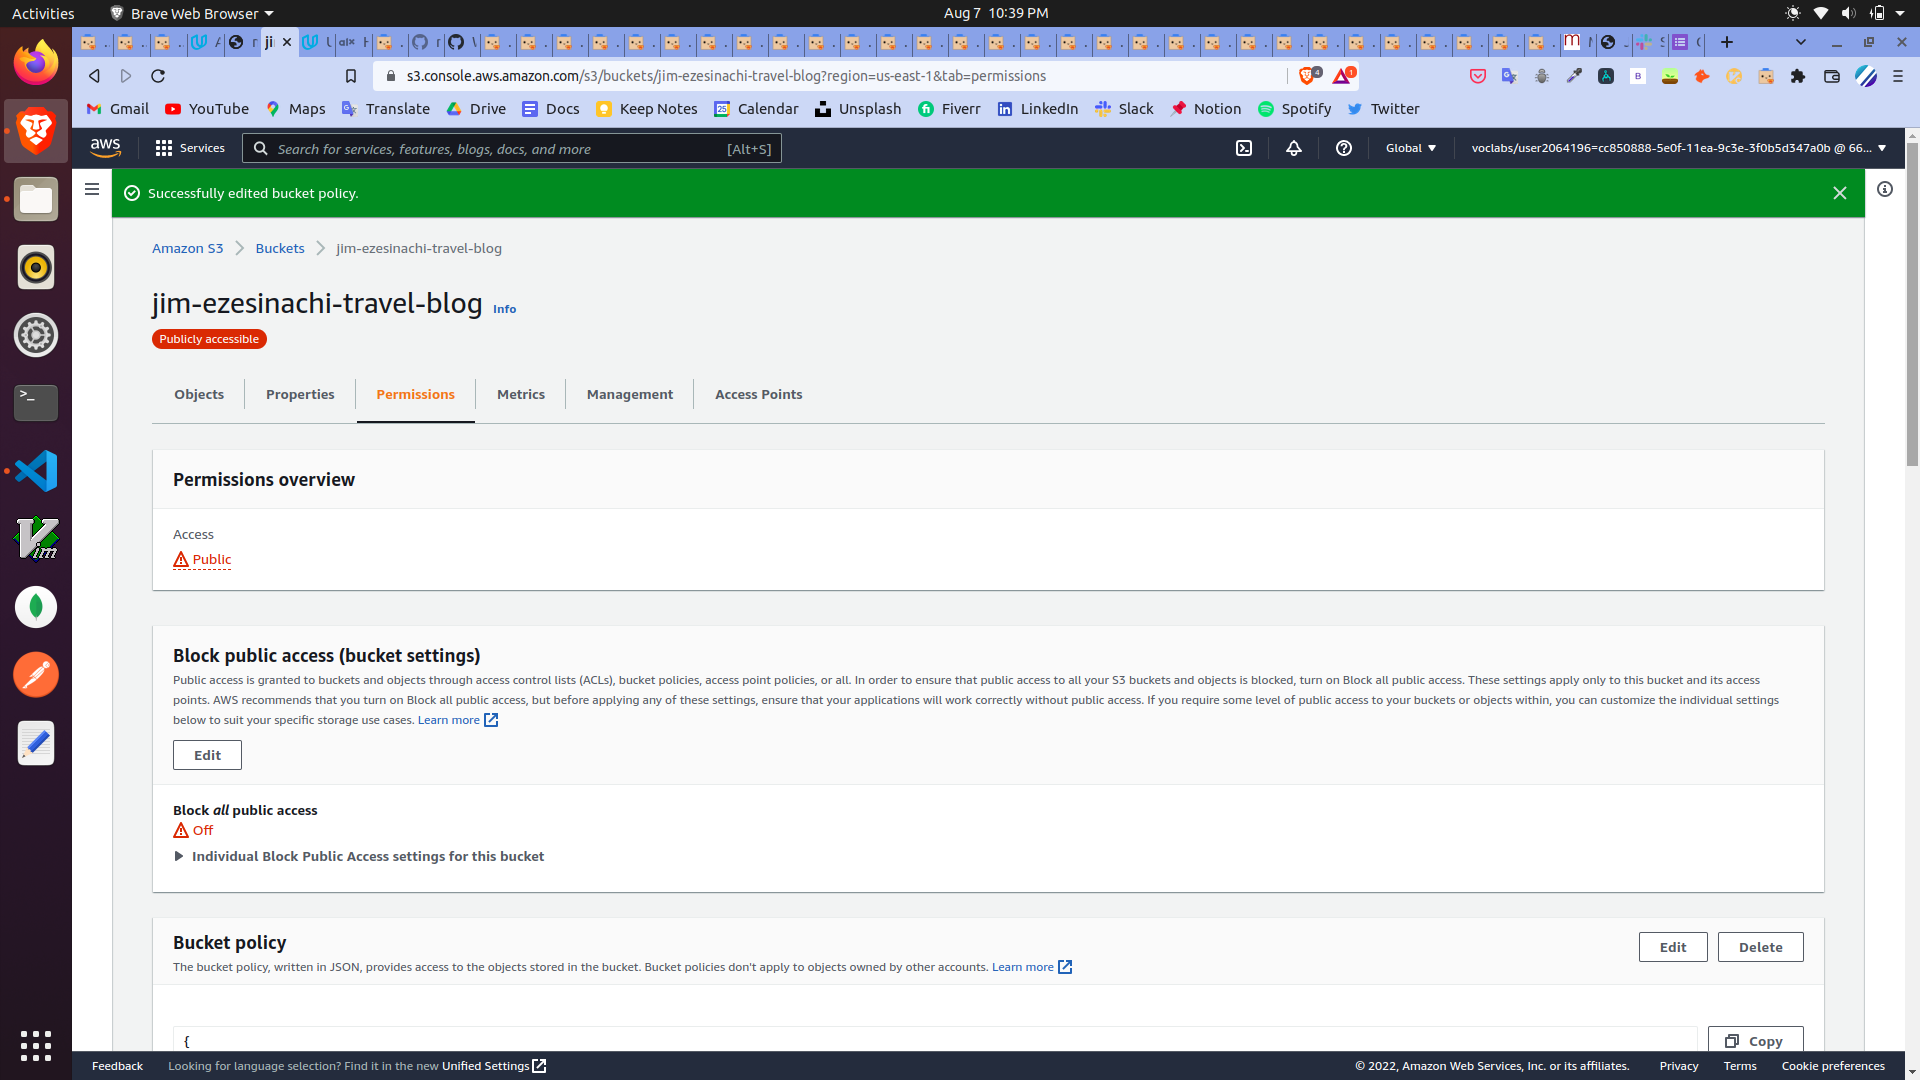 Activities
Brave Web Browser
Aug 7 10:39 PM
s3.console.aws.amazon.com/s3/buckets/jim-ezesinachi-travel-blog?region=us-east-1&tab=permissions
4
1
Gmail
YouTube
Maps
Translate
Drive
Docs
Keep Notes
Calendar
Unsplash
Fiverr
LinkedIn
Slack
Notion
Spotify
Twitter
aws
Services
Search for services, features, blogs, docs, and more
[Alt+S]
Global
voclabs/user2064196=cc850888-5e0f-11ea-9c3e-3f0b5d347a0b @ 66...
Successfully edited bucket policy.
Amazon S3
Buckets
jim-ezesinachi-travel-blog
jim-ezesinachi-travel-blog
Info
Publicly accessible
Objects
Properties
Permissions
Metrics
Management
Access Points
Permissions overview
Access
Public
Block public access (bucket settings)
Public access is granted to buckets and objects through access control lists (ACLs), bucket policies, access point policies, or all. In order to ensure that public access to all your S3 buckets and objects is blocked, turn on Block all public access. These settings apply only to this bucket and its access
points. AWS recommends that you turn on Block all public access, but before applying any of these settings, ensure that your applications will work correctly without public access. If you require some level of public access to your buckets or objects within, you can customize the individual settings
below to suit your specific storage use cases. Learn more
Edit
Block all public access
Off
Individual Block Public Access settings for this bucket
Bucket policy
The bucket policy, written in JSON, provides access to the objects stored in the bucket. Bucket policies don't apply to objects owned by other accounts. Learn more
Edit
Delete
{
Copy
Feedback
Looking for language selection? Find it in the new Unified Settings
© 2022, Amazon Web Services, Inc. or its affiliates.
Privacy
Terms
Cookie preferences